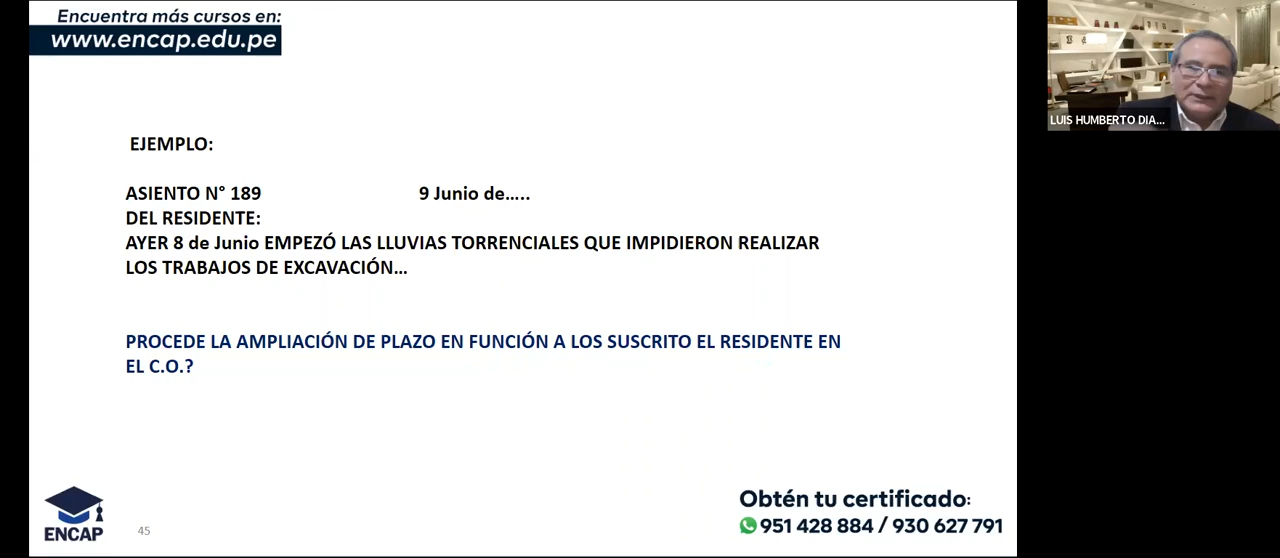 Encuentra más cursos en:
www.encap.edu.pe
LUIS HUMBERTO DIA...
EJEMPLO:
ASIENTO N° 189 9 Junio de.....
DEL RESIDENTE:
AYER 8 de Junio EMPEZÓ LAS LLUVIAS TORRENCIALES QUE IMPIDIERON REALIZAR
LOS TRABAJOS DE EXCAVACIÓN...
PROCEDE LA AMPLIACIÓN DE PLAZO EN FUNCIÓN A LOS SUSCRITO EL RESIDENTE EN
EL C.O.?
ENCAP
45
Obtén tu certificado:
951 428 884 / 930 627 791